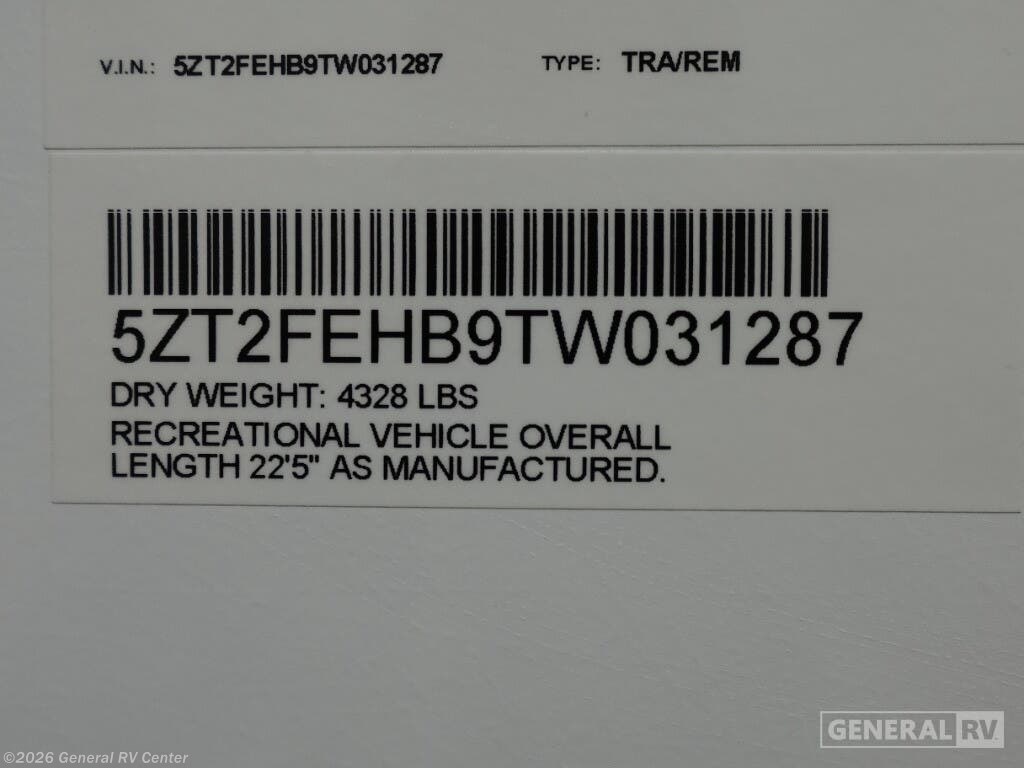 V.I.N.: 5ZT2FEHB9TW031287 TYPE: TRA/REM
5ZT2FEHB9TW031287
DRY WEIGHT: 4328 LBS
RECREATIONAL VEHICLE OVERALL
LENGTH 22'5" AS MANUFACTURED.
GENERAL RV
©2026 General RV Center